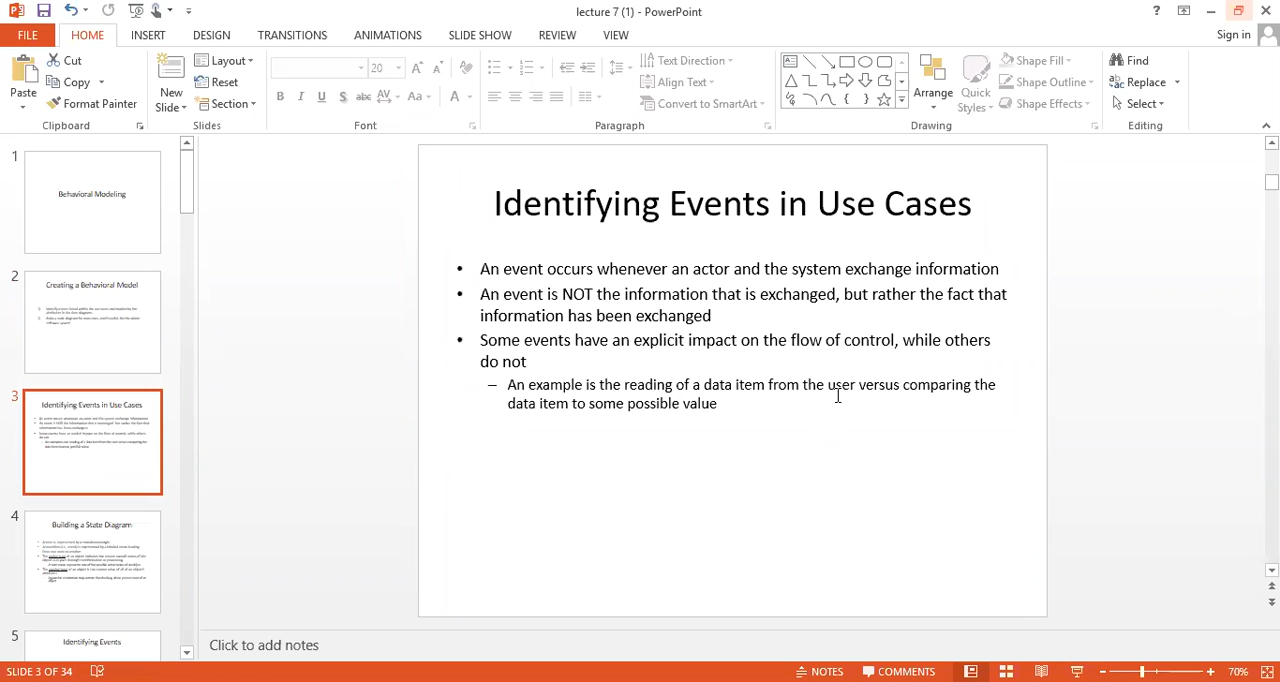 lecture 7 (1) - PowerPoint
?
Sign in
FILE HOME INSERT DESIGN TRANSITIONS ANIMATIONS SLIDE SHOW REVIEW VIEW
Paste
Cut
Copy
Format Painter
Clipboard
New
Slide
Layout
Reset
Section
Slides
20
B I U S abc AV Aa A
Font
Text Direction
Align Text
Convert to SmartArt
Paragraph
Arrange
Quick
Styles
Shape Fill
Shape Outline
Shape Effects
Drawing
Find
Replace
Select
Editing
1
Behavioral Modeling
2
Creating a Behavioral Model
3
Identifying Events in Use Cases
4
Building a State Diagram
5
Identifying Events
Identifying Events in Use Cases
• An event occurs whenever an actor and the system exchange information
• An event is NOT the information that is exchanged, but rather the fact that
information has been exchanged
• Some events have an explicit impact on the flow of control, while others
do not
– An example is the reading of a data item from the user versus comparing the
data item to some possible value
Click to add notes
SLIDE 3 OF 34
NOTES
COMMENTS
70%